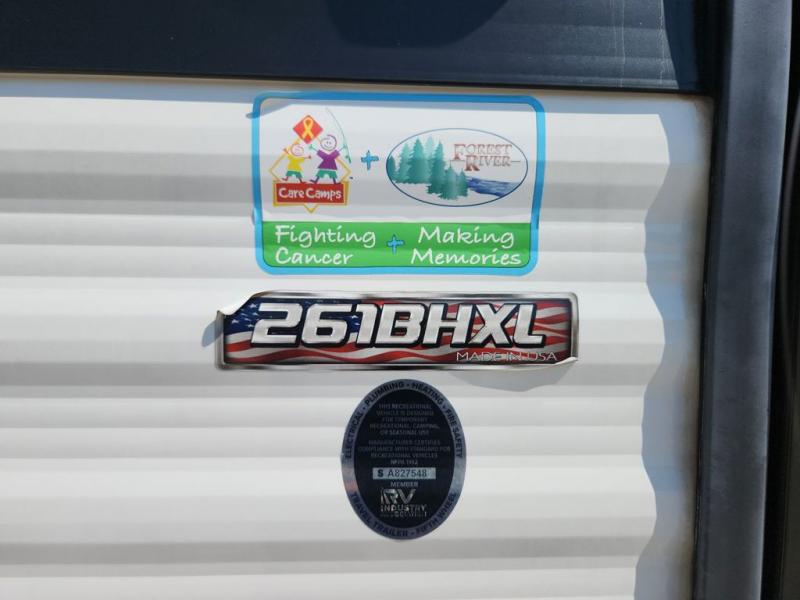 Care Camps
+
FOREST
RIVER
Fighting + Making
Cancer Memories
261BHXL
MADE IN USA
ELECTRICAL - PLUMBING - HEATING - FIRE SAFETY
THIS RECREATIONAL
VEHICLE IS DESIGNED
FOR TEMPORARY
RECREATIONAL, CAMPING,
OR SEASONAL USE
MANUFACTURER CERTIFIES
COMPLIANCE WITH STANDARD FOR
RECREATIONAL VEHICLES
NFPA 1192
S A827548
MEMBER
RV
INDUSTRY
ASSOCIATION
TRAVEL TRAILER - FIFTH WHEEL